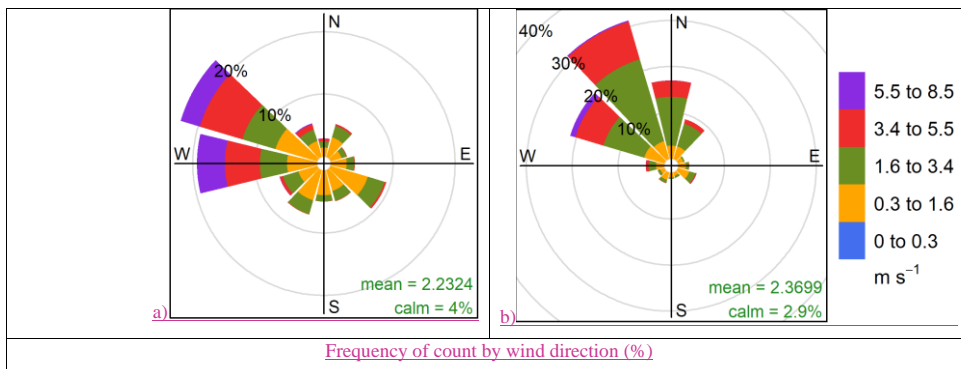 N
20%
10%
W
E
S
mean = 2.2324
calm = 4%
a)
N
40%
30%
20%
10%
W
E
S
mean = 2.3699
calm = 2.9%
b)
5.5 to 8.5
3.4 to 5.5
1.6 to 3.4
0.3 to 1.6
0 to 0.3
m s⁻¹
Frequency of count by wind direction (%)